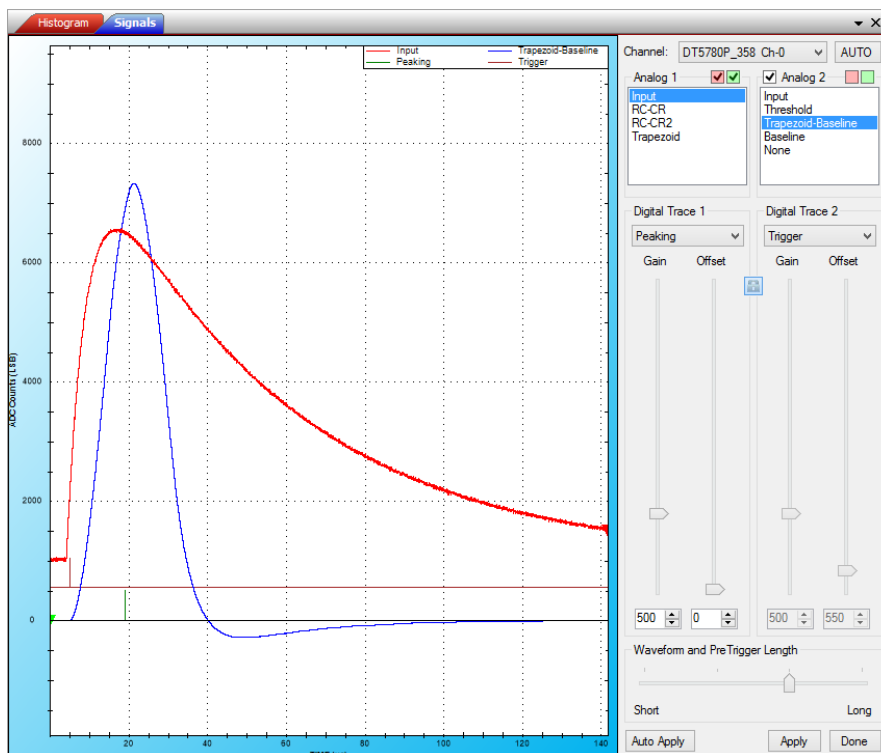 Histogram Signals
Input Trapezoid-Baseline
Peaking Trigger
8000
6000
4000
2000
0
ADC Counts (LSB)
20 40 60 80 100 120 140
Channel: DT5780P_358 Ch-0 AUTO
Analog 1
Input
RC-CR
RC-CR2
Trapezoid
Analog 2
Input
Threshold
Trapezoid-Baseline
Baseline
None
Digital Trace 1
Peaking
Gain Offset
500 0
Digital Trace 2
Trigger
Gain Offset
500 550
Waveform and PreTrigger Length
Short Long
Auto Apply Apply Done